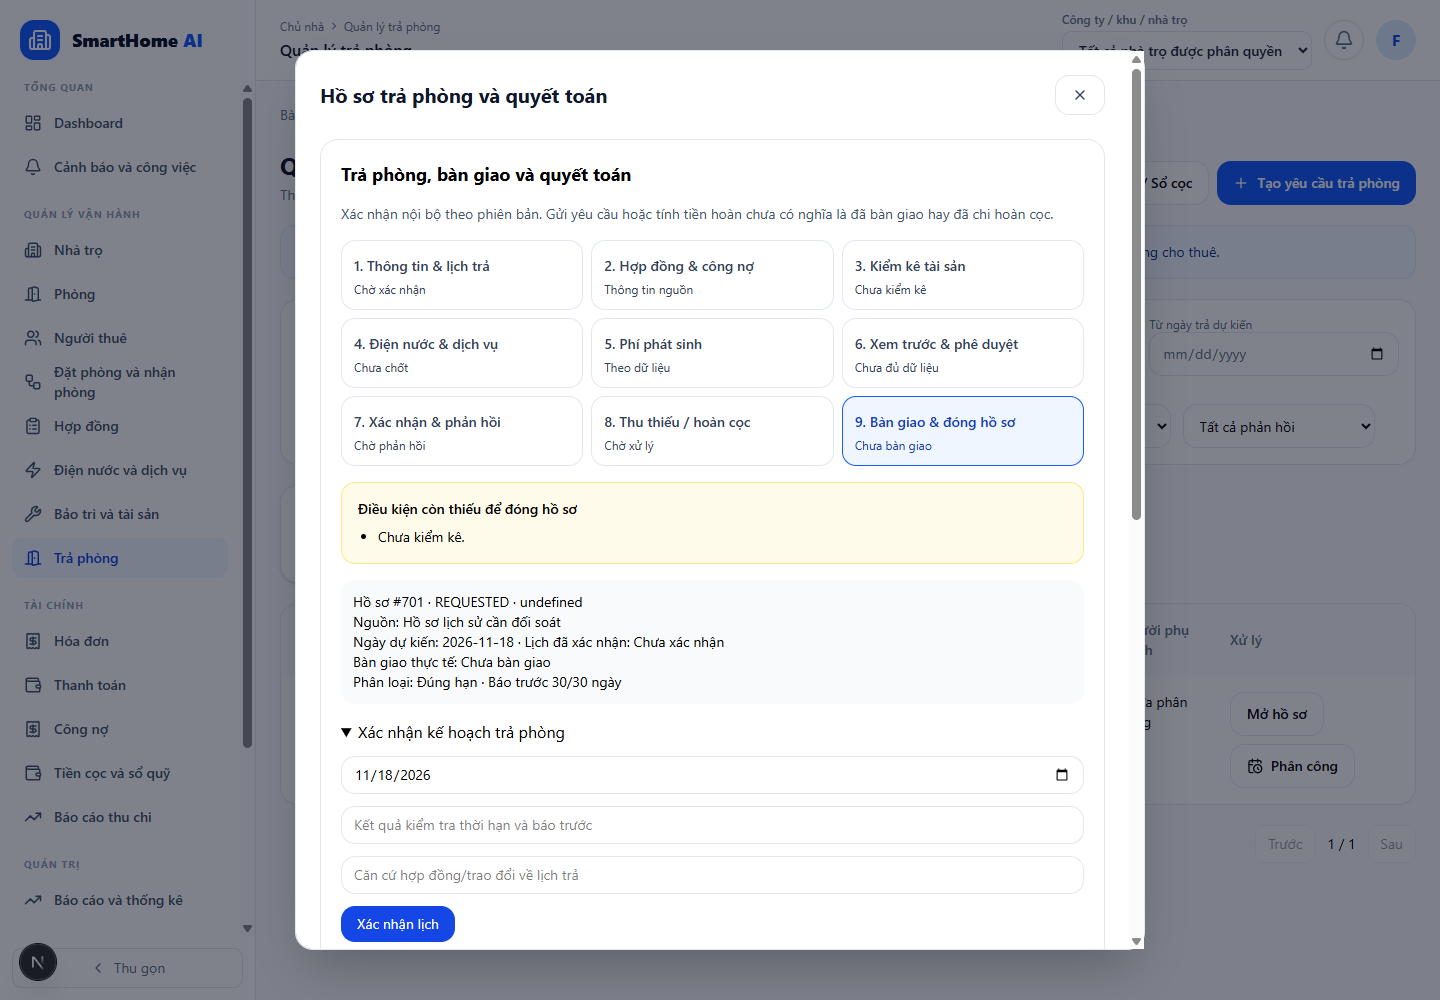 SmartHome AI
TỔNG QUAN
Dashboard
Cảnh báo và công việc
QUẢN LÝ VẬN HÀNH
Nhà trọ
Phòng
Người thuê
Đặt phòng và nhận
phòng
Hợp đồng
Điện nước và dịch vụ
Bảo trì và tài sản
Trả phòng
TÀI CHÍNH
Hóa đơn
Thanh toán
Công nợ
Tiền cọc và sổ quỹ
Báo cáo thu chi
QUẢN TRỊ
Báo cáo và thống kê
N
Thu gọn
Chủ nhà > Quản lý trả phòng
Quản lý trả phòng
Công ty / khu / nhà trọ
Tất cả nhà trọ được phân quyền
F
Hồ sơ trả phòng và quyết toán
Trả phòng, bàn giao và quyết toán
Xác nhận nội bộ theo phiên bản. Gửi yêu cầu hoặc tính tiền hoàn chưa có nghĩa là đã bàn giao hay đã chi hoàn cọc.
1. Thông tin & lịch trả
Chờ xác nhận
2. Hợp đồng & công nợ
Thông tin nguồn
3. Kiểm kê tài sản
Chưa kiểm kê
4. Điện nước & dịch vụ
Chưa chốt
5. Phí phát sinh
Theo dữ liệu
6. Xem trước & phê duyệt
Chưa đủ dữ liệu
7. Xác nhận & phản hồi
Chờ phản hồi
8. Thu thiếu / hoàn cọc
Chờ xử lý
9. Bàn giao & đóng hồ sơ
Chưa bàn giao
Điều kiện còn thiếu để đóng hồ sơ
• Chưa kiểm kê.
Hồ sơ #701 · REQUESTED · undefined
Nguồn: Hồ sơ lịch sử cần đối soát
Ngày dự kiến: 2026-11-18 · Lịch đã xác nhận: Chưa xác nhận
Bàn giao thực tế: Chưa bàn giao
Phân loại: Đúng hạn · Báo trước 30/30 ngày
▼ Xác nhận kế hoạch trả phòng
11/18/2026
Kết quả kiểm tra thời hạn và báo trước
Căn cứ hợp đồng/trao đổi về lịch trả
Xác nhận lịch
/ Sổ cọc
+ Tạo yêu cầu trả phòng
cho thuê.
Từ ngày trả dự kiến
mm/dd/yyyy
Tất cả phản hồi
phụ
Xử lý
phân
Mở hồ sơ
Phân công
Trước
1 / 1
Sau